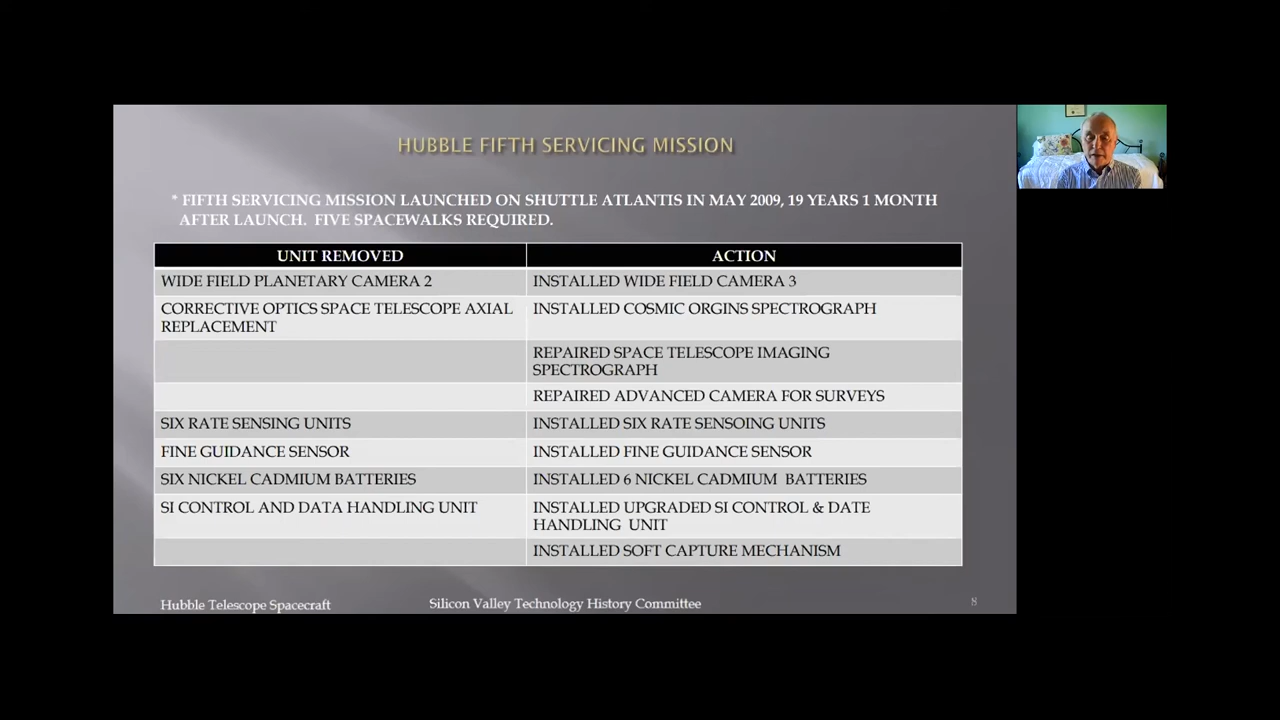 HUBBLE FIFTH SERVICING MISSION
* FIFTH SERVICING MISSION LAUNCHED ON SHUTTLE ATLANTIS IN MAY 2009, 19 YEARS 1 MONTH
AFTER LAUNCH. FIVE SPACEWALKS REQUIRED.
UNIT REMOVED ACTION
WIDE FIELD PLANETARY CAMERA 2 INSTALLED WIDE FIELD CAMERA 3
CORRECTIVE OPTICS SPACE TELESCOPE AXIAL
REPLACEMENT
INSTALLED COSMIC ORGINS SPECTROGRAPH
REPAIRED SPACE TELESCOPE IMAGING
SPECTROGRAPH
REPAIRED ADVANCED CAMERA FOR SURVEYS
SIX RATE SENSING UNITS INSTALLED SIX RATE SENSOING UNITS
FINE GUIDANCE SENSOR INSTALLED FINE GUIDANCE SENSOR
SIX NICKEL CADMIUM BATTERIES INSTALLED 6 NICKEL CADMIUM BATTERIES
SI CONTROL AND DATA HANDLING UNIT
INSTALLED UPGRADED SI CONTROL & DATE
HANDLING UNIT
INSTALLED SOFT CAPTURE MECHANISM
Hubble Telescope Spacecraft Silicon Valley Technology History Committee 8